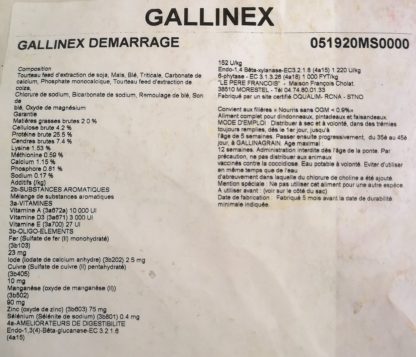 GALLINEX
GALLINEX DEMARRAGE 051920MS0000
Composition
Tourteau feed d'extraction de soja, Maïs, Blé, Triticale, Carbonate de
calcium, Phosphate monocalcique, Tourteau feed d'extraction de
colza,
Chlorure de sodium, Bicarbonate de sodium, Remoulage de blé, Son
de
blé, Oxyde de magnésium
Garantie
Matières grasses brutes 2.0 %
Cellulose brute 4.2 %
Protéine brute 25.5 %
Cendres brutes 7.4 %
Lysine 1.53 %
Méthionine 0.59 %
Calcium 1.15 %
Phosphore 0.81 %
Sodium 0.17 %
Additifs (/kg)
2b-SUBSTANCES AROMATIQUES
Mélange de substances aromatiques
3a-VITAMINES
Vitamine A (3a672a) 10 000 UI
Vitamine D3 (3a671) 3 000 UI
Vitamine E (3a700) 27 UI
3b-OLIGO-ELEMENTS
Fer (Sulfate de fer (II) monohydraté)
(3b103)
23 mg
Iode (Iodate de calcium anhydre) (3b202) 2.5 mg
Cuivre (Sulfate de cuivre (II) pentahydraté)
(3b405)
10 mg
Manganèse (oxyde de manganèse (II))
(3b502)
90 mg
Zinc (oxyde de zinc) (3b603) 75 mg
Sélénium (Sélénite de sodium) (3b801) 0.4 mg
4a-AMELIORATEURS DE DIGESTIBILITE
Endo-1,3(4)-Bêta-glucanase-EC 3.2.1.6
(4a15)
152 U/kg
Endo-1,4 Bêta-xylanase-EC3.2.1.8 (4a15) 1 220 U/kg
6-phytase - EC 3.1.3.26 (4a18) 1 000 FYT/kg
"LE PERE FRANCOIS" - Maison François Cholat
38510 MORESTEL - Tél 04.74.80.01.33
Fabriqué par un site certifié OQUALIM- RCNA - STNO
Convient aux filières « Nourris sans OGM < 0.9% ».
Aliment complet pour dindonneaux, pintadeaux et faisandeaux.
MODE D'EMPLOI : Distribuer à sec et à volonté, dans des trémies
toujours remplies, dès le 1er jour, jusqu'à
l'âge de 5 semaines. Passer ensuite progressivement, du 35é au 45é
jour, à GALLINAGRAIN. Age maximal :
12 semaines. Administration interdite dès l'âge de la ponte. Par
précaution, ne pas distribuer aux animaux
vaccinés contre la coccidiose. Eau potable à volonté. Eviter d'utiliser
en même temps que de l'eau
d'abreuvement dans laquelle du chlorure de choline a été ajouté.
Mention spéciale : Ne pas utiliser cet aliment pour une autre espèce.
A utiliser avant : (voir sur le côté du sac)
Date de fabrication : Fabriqué 5 mois avant la date de durabilité
minimale indiquée.